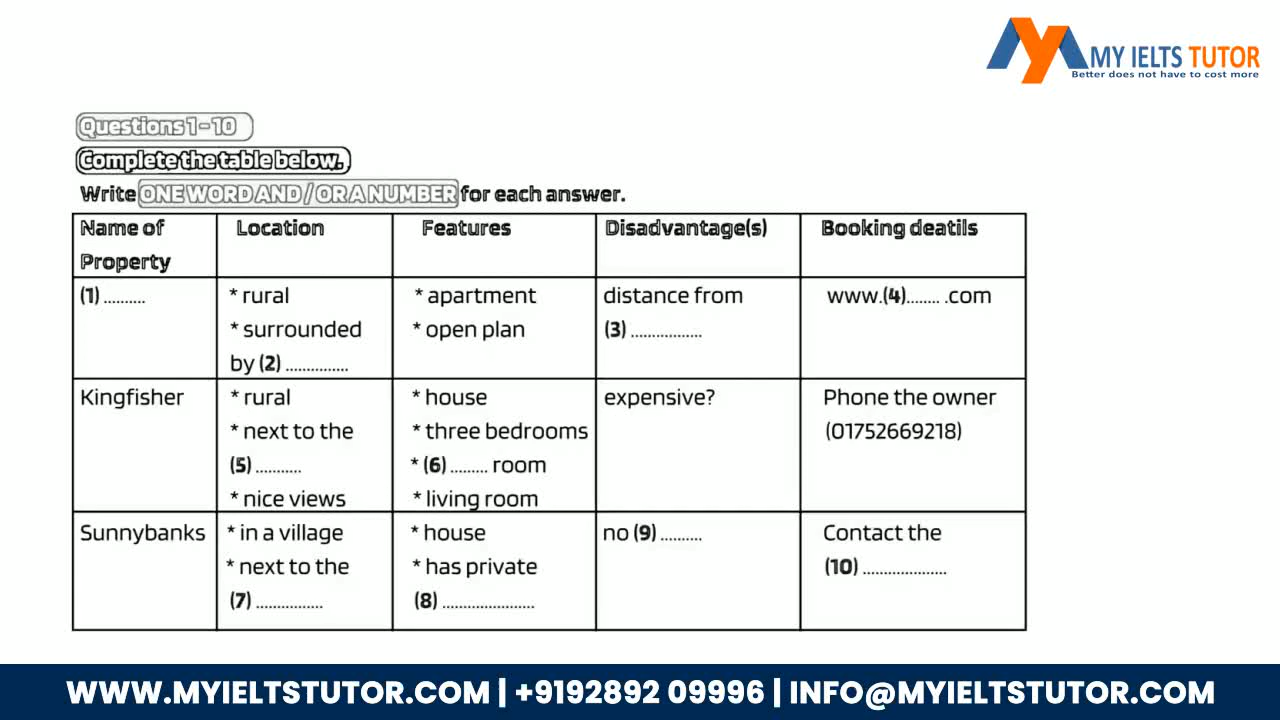 MY IELTS TUTOR
Better does not have to cost more
Questions 1-10
Complete the table below.
Write ONE WORD AND / OR A NUMBER for each answer.
Name of Property
Location
Features
Disadvantage(s)
Booking deatils
(1) ..........
* rural
* surrounded
by (2) ...............
* apartment
* open plan
distance from
(3) .................
www.(4)........ .com
Kingfisher
* rural
* next to the
(5) ...........
* nice views
* house
* three bedrooms
* (6) ......... room
* living room
expensive?
Phone the owner
(01752669218)
Sunnybanks
* in a village
* next to the
(7) ................
* house
* has private
(8) ......................
no (9) ..........
Contact the
(10) ....................
WWW.MYIELTSTUTOR.COM | +9192892 09996 | INFO@MYIELTSTUTOR.COM